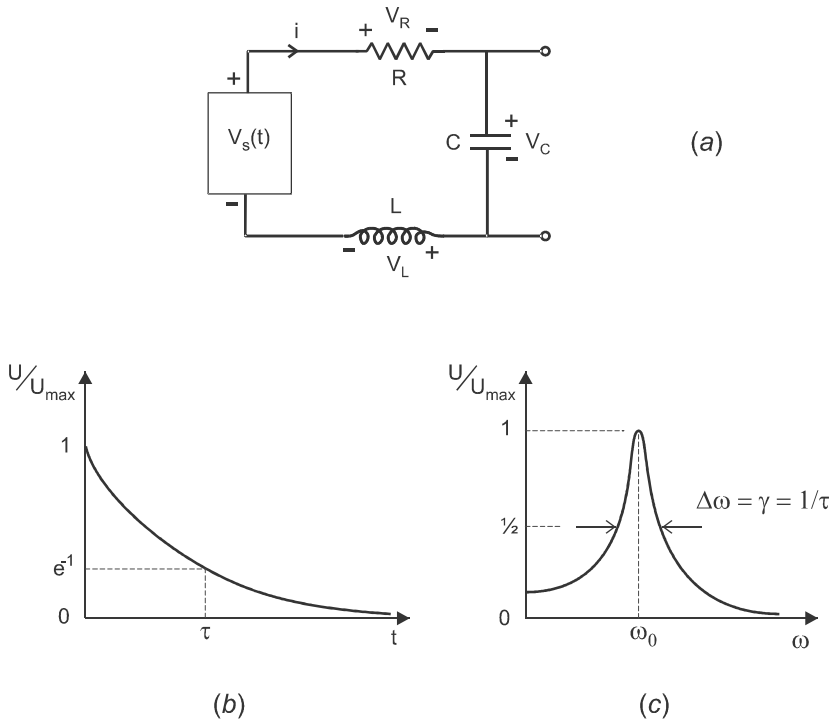 V_R
i + −
R
+
V_s(t)
+
C V_C
−
(a)
−
L
− +
V_L
U/U_max
1
e^-1
0
τ t
(b)
U/U_max
1
Δω = γ = 1/τ
½
0
ω_0 ω
(c)